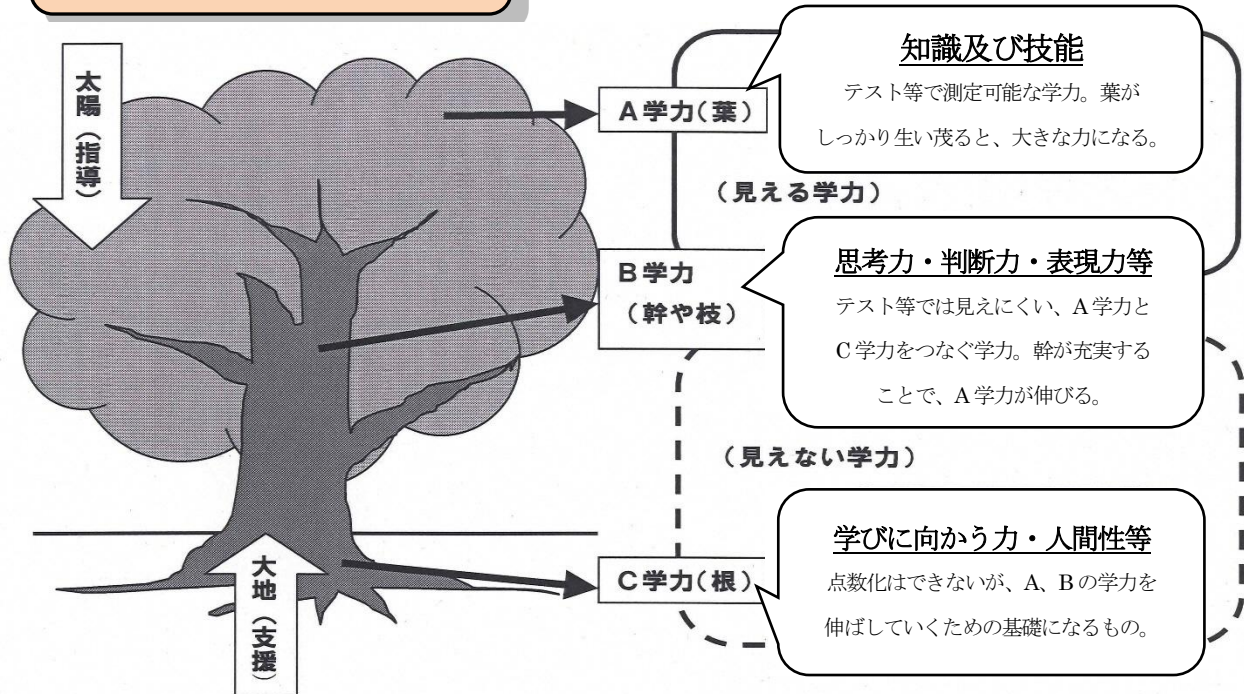 太陽（指導）
A学力（葉）
知識及び技能
テスト等で測定可能な学力。葉が
しっかり生い茂ると、大きな力になる。
（見える学力）
B学力
（幹や枝）
思考力・判断力・表現力等
テスト等では見えにくい、A学力と
C学力をつなぐ学力。幹が充実する
ことで、A学力が伸びる。
（見えない学力）
C学力（根）
学びに向かう力・人間性等
点数化はできないが、A、Bの学力を
伸ばしていくための基礎になるもの。
大地（支援）